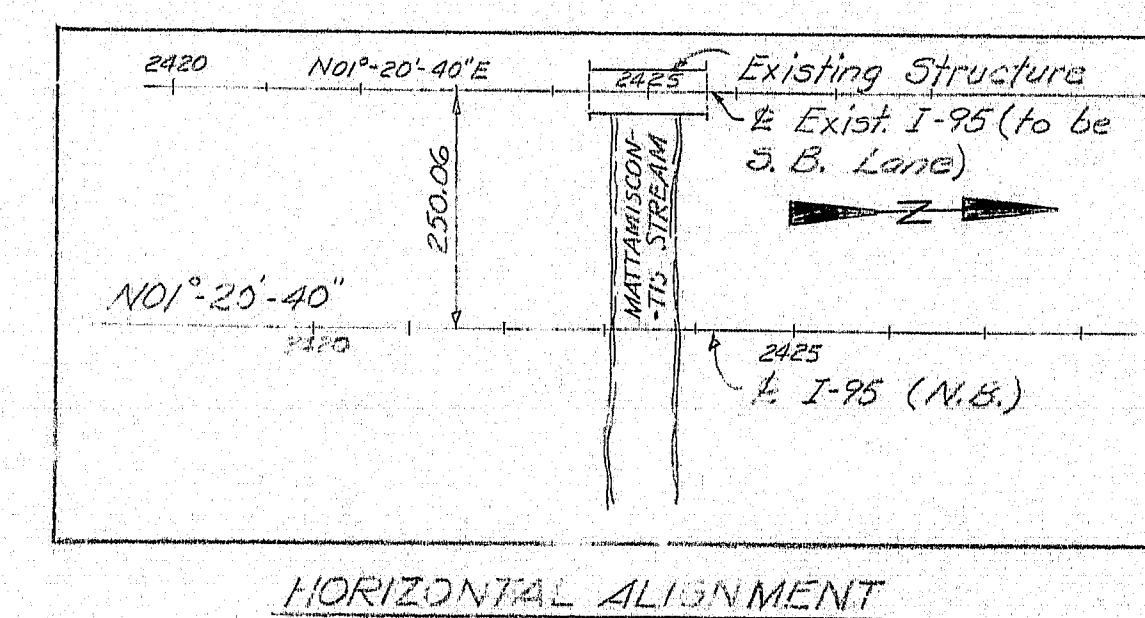 2420 N01°-20'-40"E 2425 Existing Structure
℄ Exist. I-95 (to be
S. B. Lane)
250.06
MATTAMISCON-
-TIS STREAM
N
N01°-20'-40"
2420
2425
℄ I-95 (N.B.)
HORIZONTAL ALIGNMENT